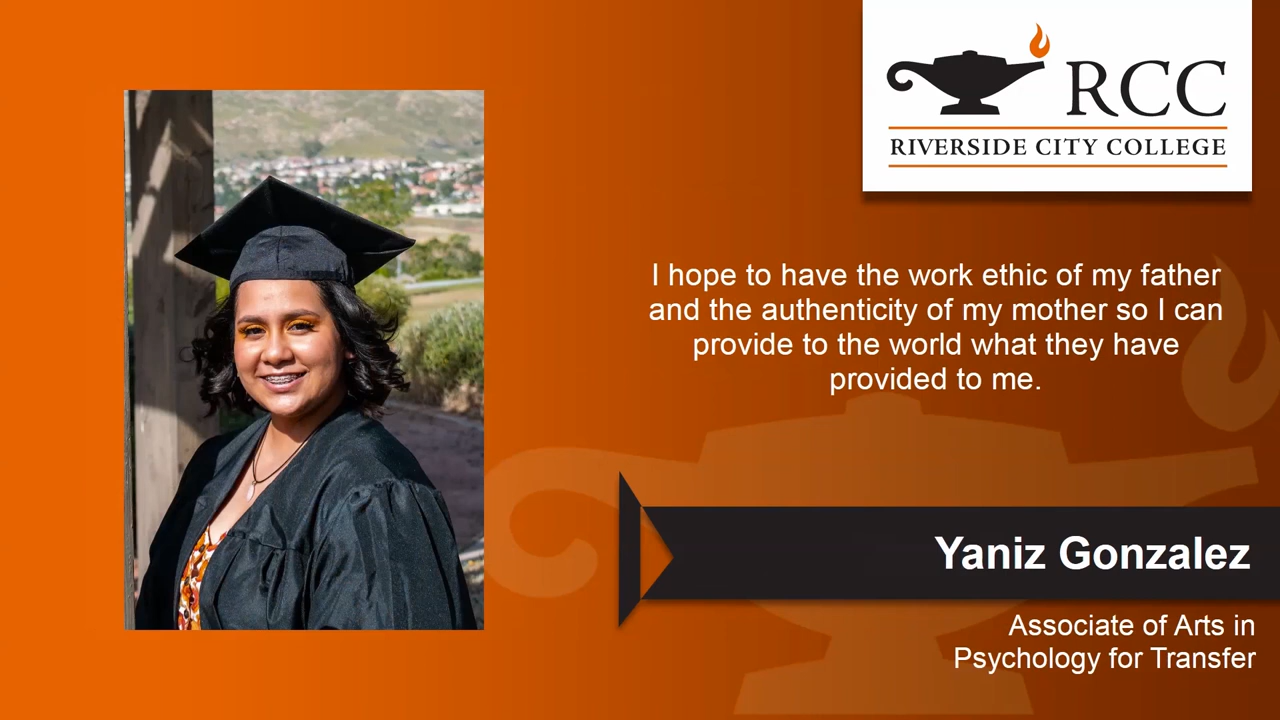 RCC
RIVERSIDE CITY COLLEGE
I hope to have the work ethic of my father
and the authenticity of my mother so I can
provide to the world what they have
provided to me.
Yaniz Gonzalez
Associate of Arts in
Psychology for Transfer